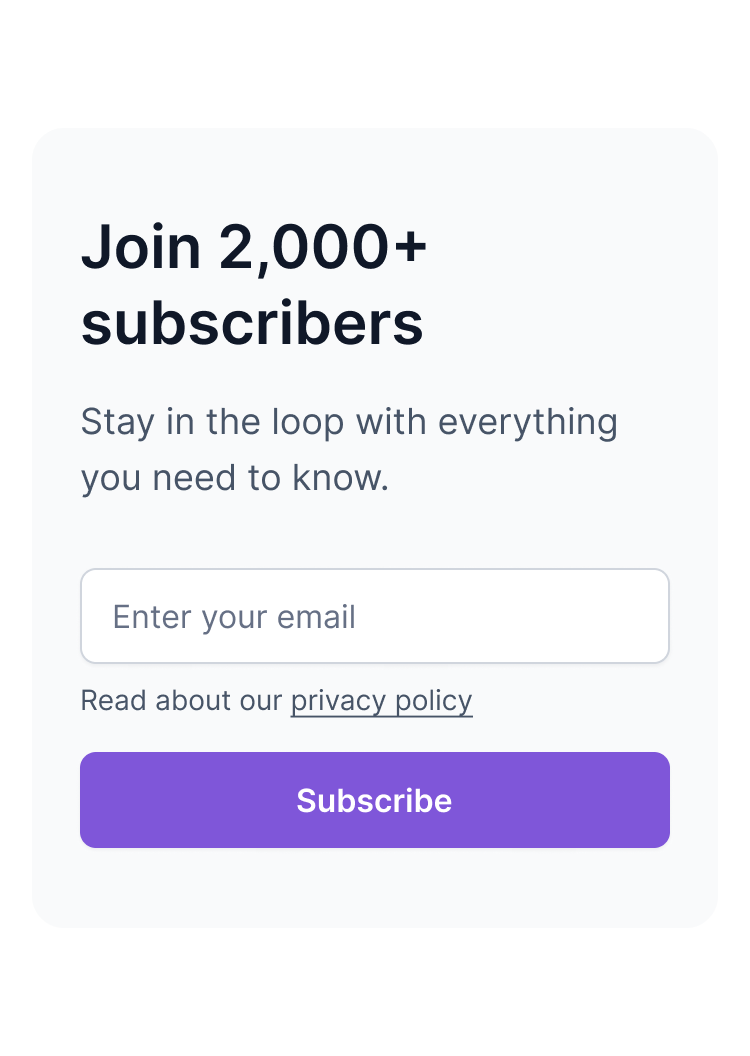 Join 2,000+
subscribers
Stay in the loop with everything
you need to know.
Enter your email
Read about our privacy policy
Subscribe